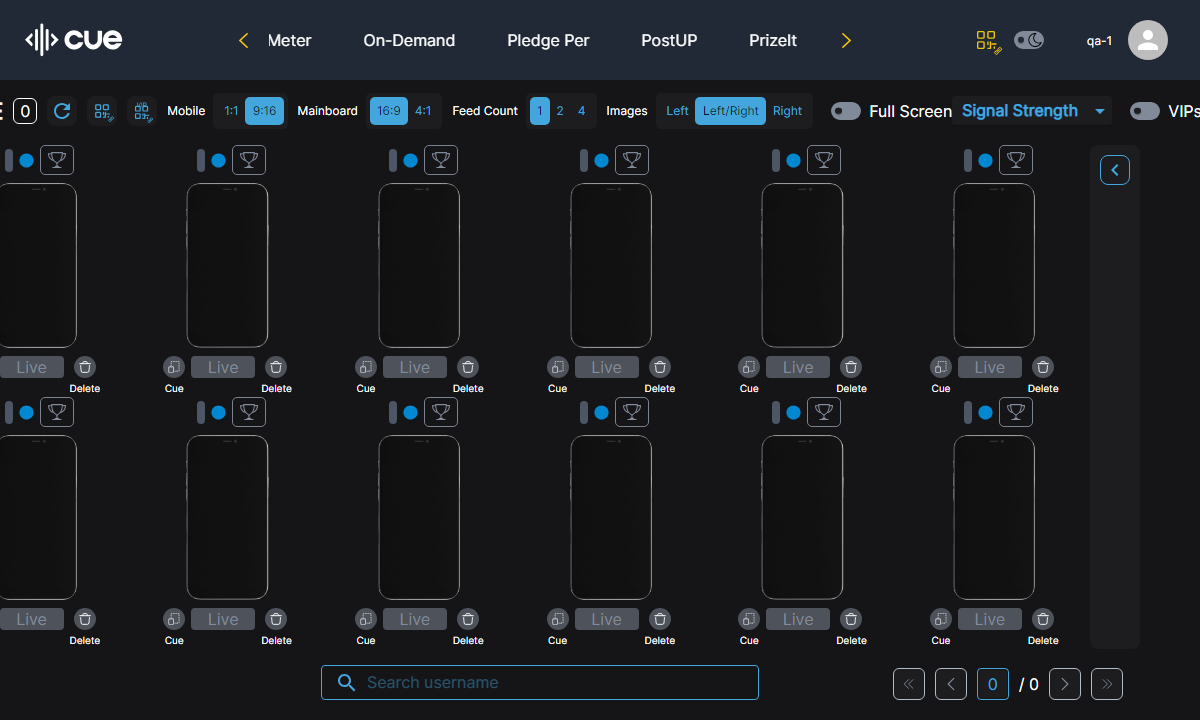 cue Meter On-Demand Pledge Per PostUP PrizeIt qa-1
0 Mobile 1:1 9:16 Mainboard 16:9 4:1 Feed Count 1 2 4 Images Left Left/Right Right Full Screen Signal Strength VIPs
Live Live Live Live Live Live
Delete Cue Delete Cue Delete Cue Delete Cue Delete Cue Delete
Live Live Live Live Live Live
Delete Cue Delete Cue Delete Cue Delete Cue Delete Cue Delete
Search username 0 / 0